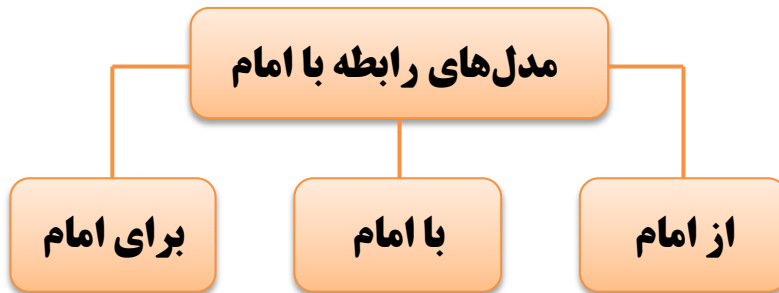 مدل‌های رابطه با امام
از امام
با امام
برای امام